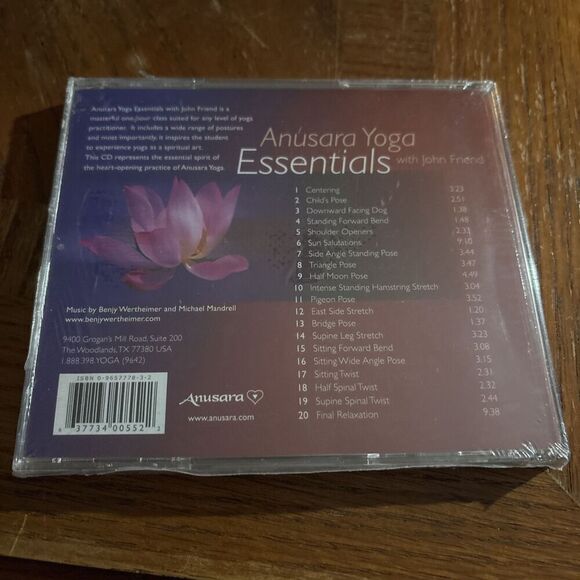 Anusara Yoga Essentials with John Friend is a
masterful one-hour class suited for any level of yoga
practitioner. It includes a wide range of postures
and most importantly, it inspires the student
to experience yoga as a spiritual art.
This CD represents the essential spirit of
the heart-opening practice of Anusara Yoga.
Anusara Yoga
Essentials with John Friend
1 Centering 3:23
2 Child's Pose 2:51
3 Downward Facing Dog 1:38
4 Standing Forward Bend 1:48
5 Shoulder Openers 2:33
6 Sun Salutations 9:10
7 Side Angle Standing Pose 3:44
8 Triangle Pose 3:47
9 Half Moon Pose 4:49
10 Intense Standing Hamstring Stretch 3:04
11 Pigeon Pose 3:52
12 East Side Stretch 1:20
13 Bridge Pose 1:37
14 Supine Leg Stretch 2:23
15 Sitting Forward Bend 3:08
16 Sitting Wide Angle Pose 3:15
17 Sitting Twist 2:31
18 Half Spinal Twist 2:32
19 Supine Spinal Twist 2:44
20 Final Relaxation 9:38
Music by Benjy Wertheimer and Michael Mandrell
www.benjywertheimer.com
9400 Grogan's Mill Road, Suite 200
The Woodlands, TX 77380 USA
1.888.398.YOGA (9642)
ISBN 0-9657770-3-2
8 37734 00552 3
Anusara
www.anusara.com